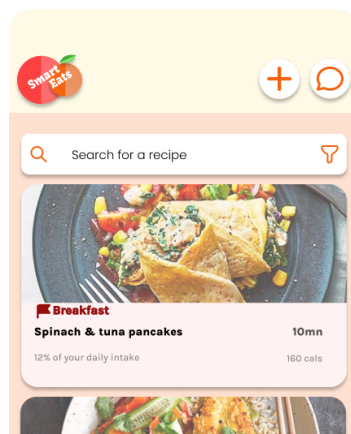 Smart
Eats
Search for a recipe
Breakfast
Spinach & tuna pancakes
10mn
12% of your daily intake
160 cals